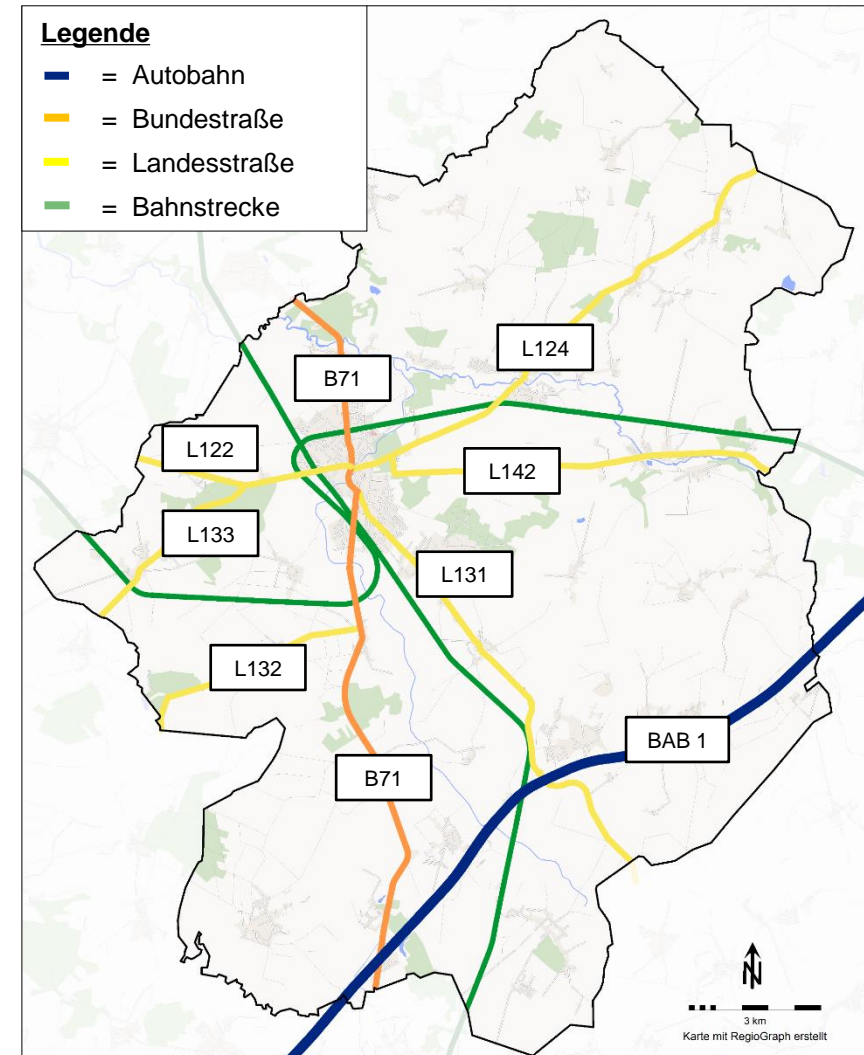 Legende
= Autobahn
= Bundestraße
= Landesstraße
= Bahnstrecke
L124
B71
L122
L142
L133
L131
L132
BAB 1
B71
N
3 km
Karte mit RegioGraph erstellt